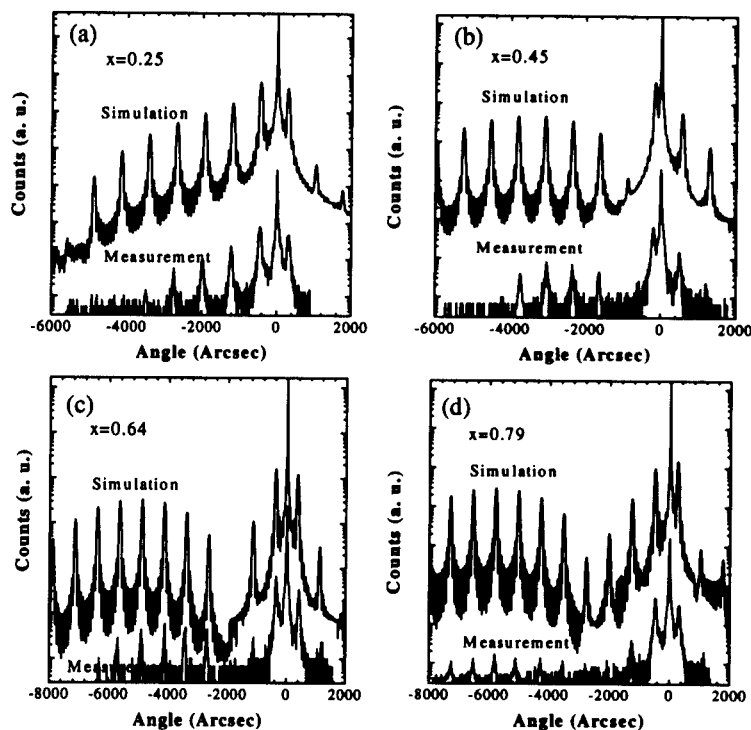 (a)
x=0.25
Simulation
Measurement
Counts (a. u.)
-6000 -4000 -2000 0 2000
Angle (Arcsec)
(b)
x=0.45
Simulation
Measurement
Counts (a. u.)
-6000 -4000 -2000 0 2000
Angle (Arcsec)
(c)
x=0.64
Simulation
Counts (a. u.)
-8000 -6000 -4000 -2000 0 2000
Angle (Arcsec)
(d)
x=0.79
Simulation
Measurement
Counts (a. u.)
-8000 -6000 -4000 -2000 0 2000
Angle (Arcsec)